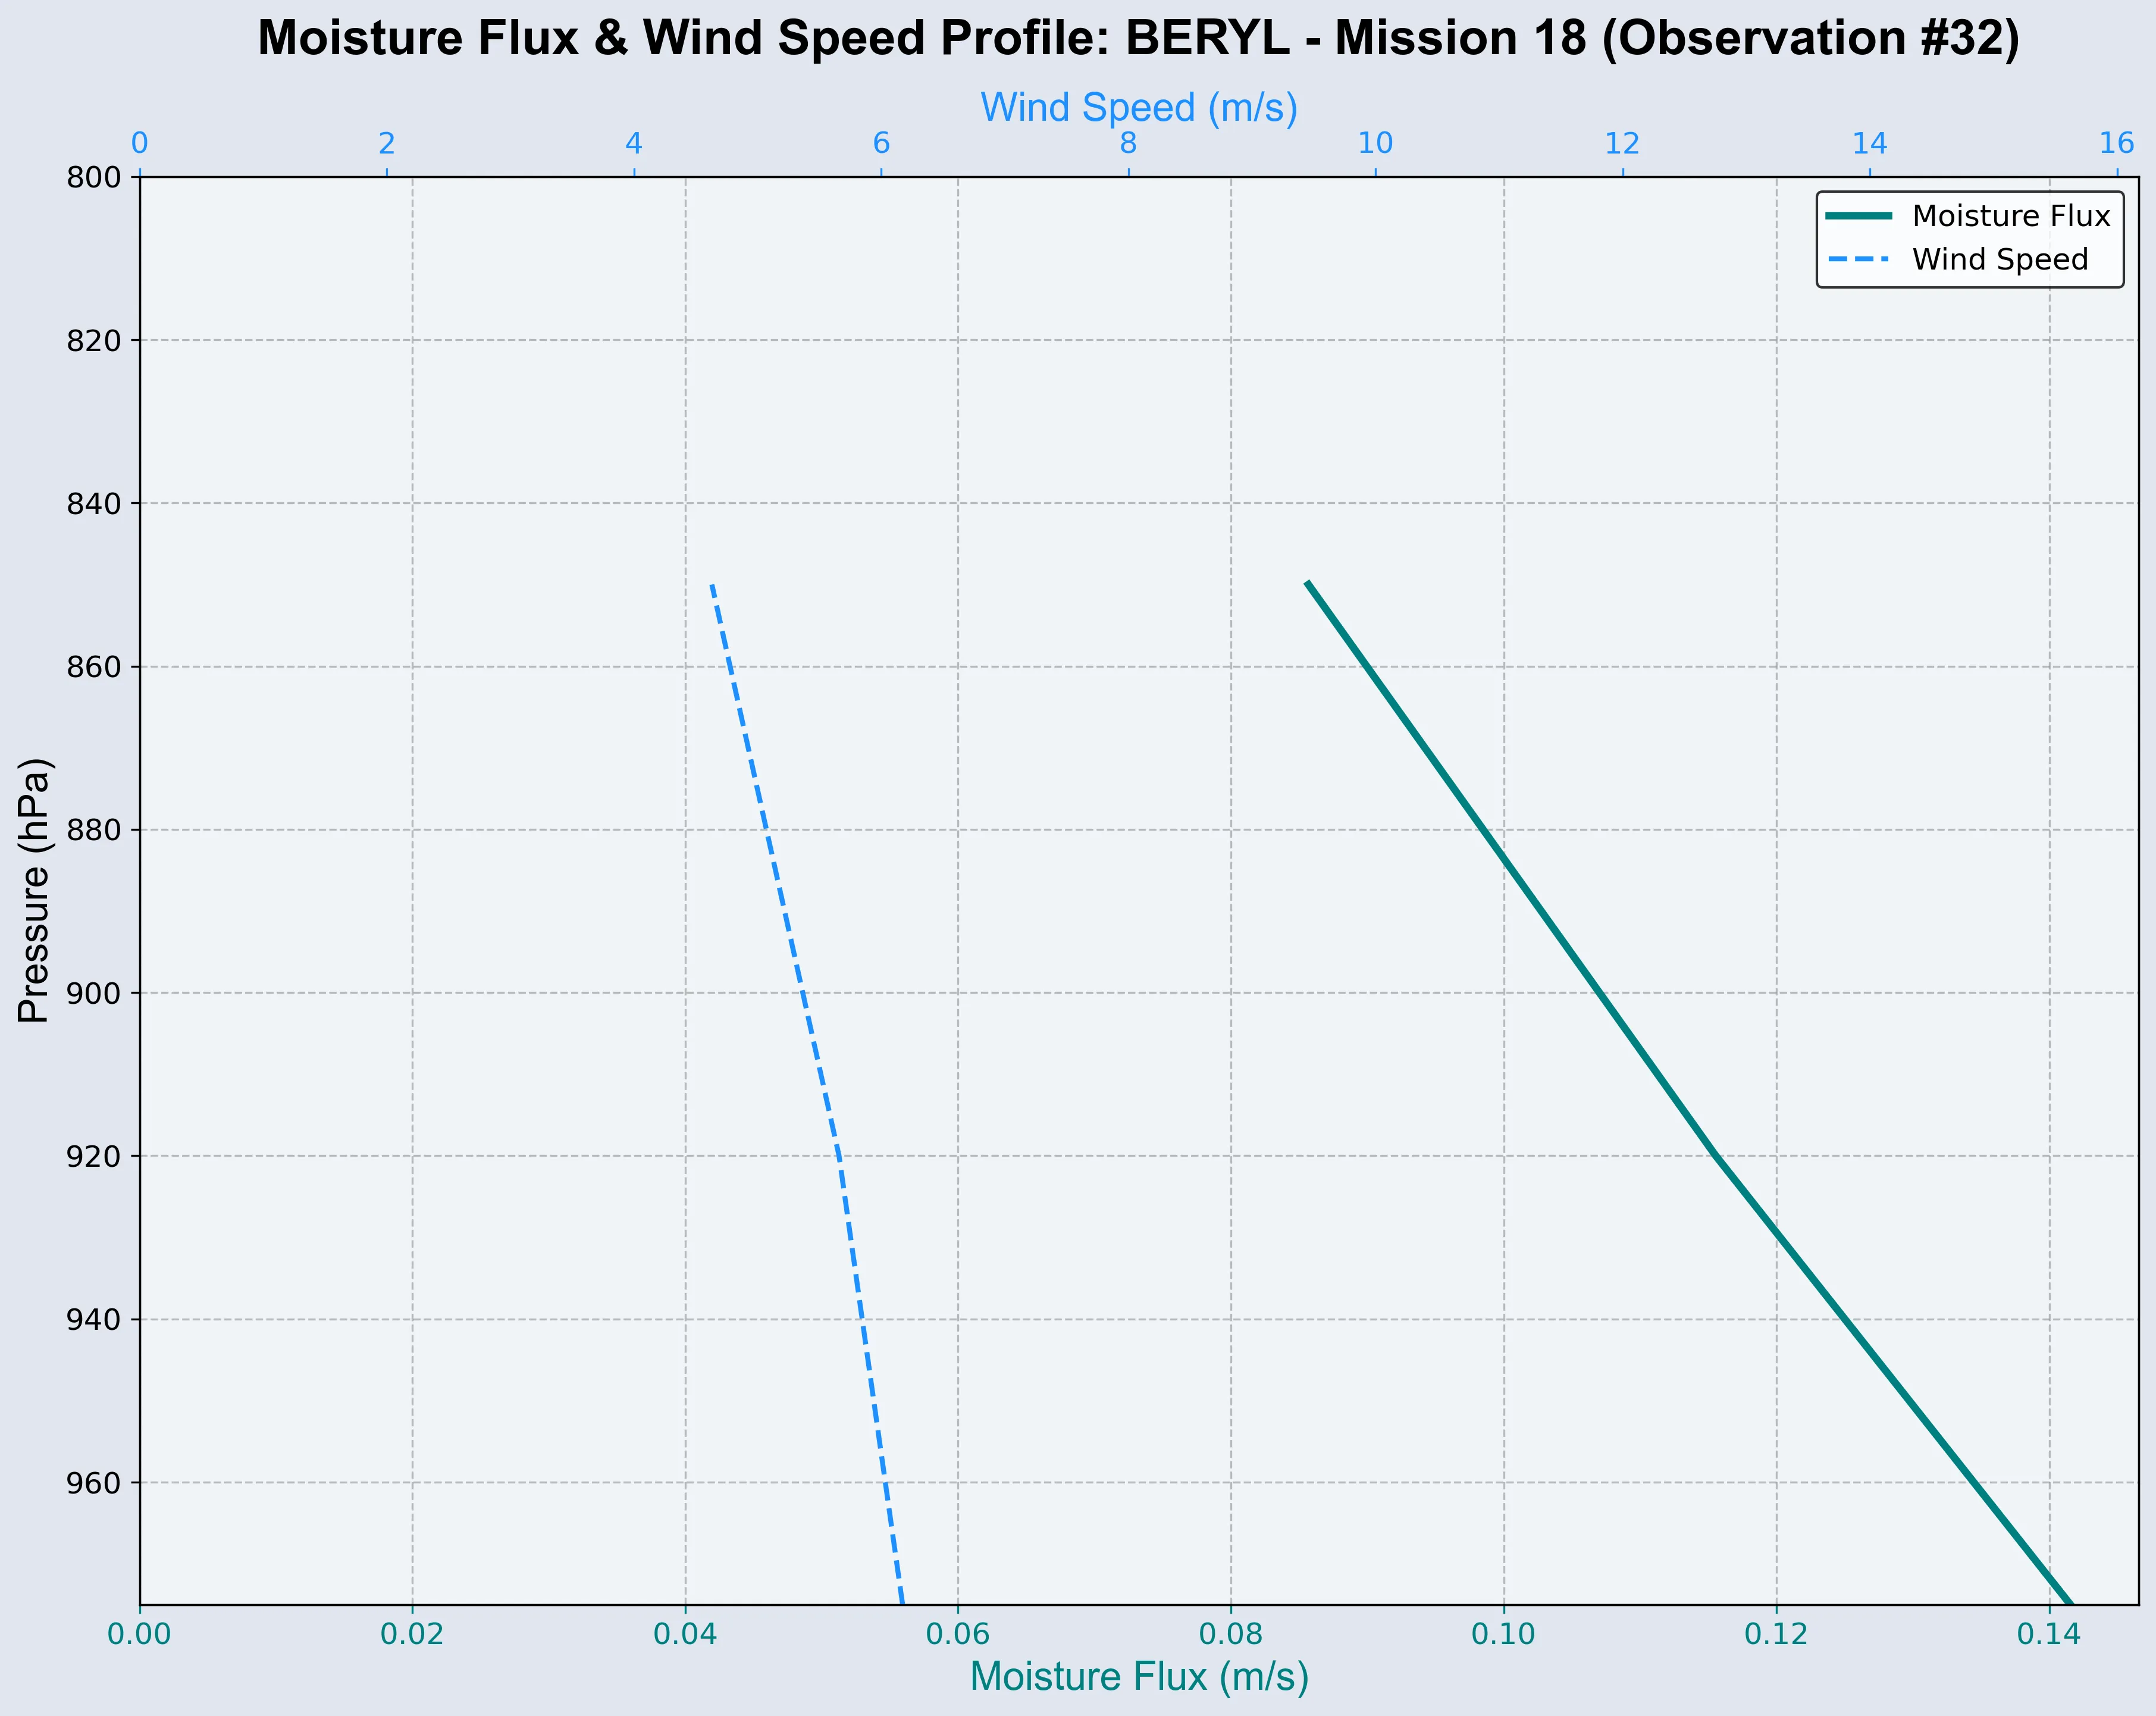 Moisture Flux & Wind Speed Profile: BERYL - Mission 18 (Observation #32)
Wind Speed (m/s)
0 2 4 6 8 10 12 14 16
Moisture Flux
Wind Speed
Pressure (hPa)
800
820
840
860
880
900
920
940
960
0.00 0.02 0.04 0.06 0.08 0.10 0.12 0.14
Moisture Flux (m/s)